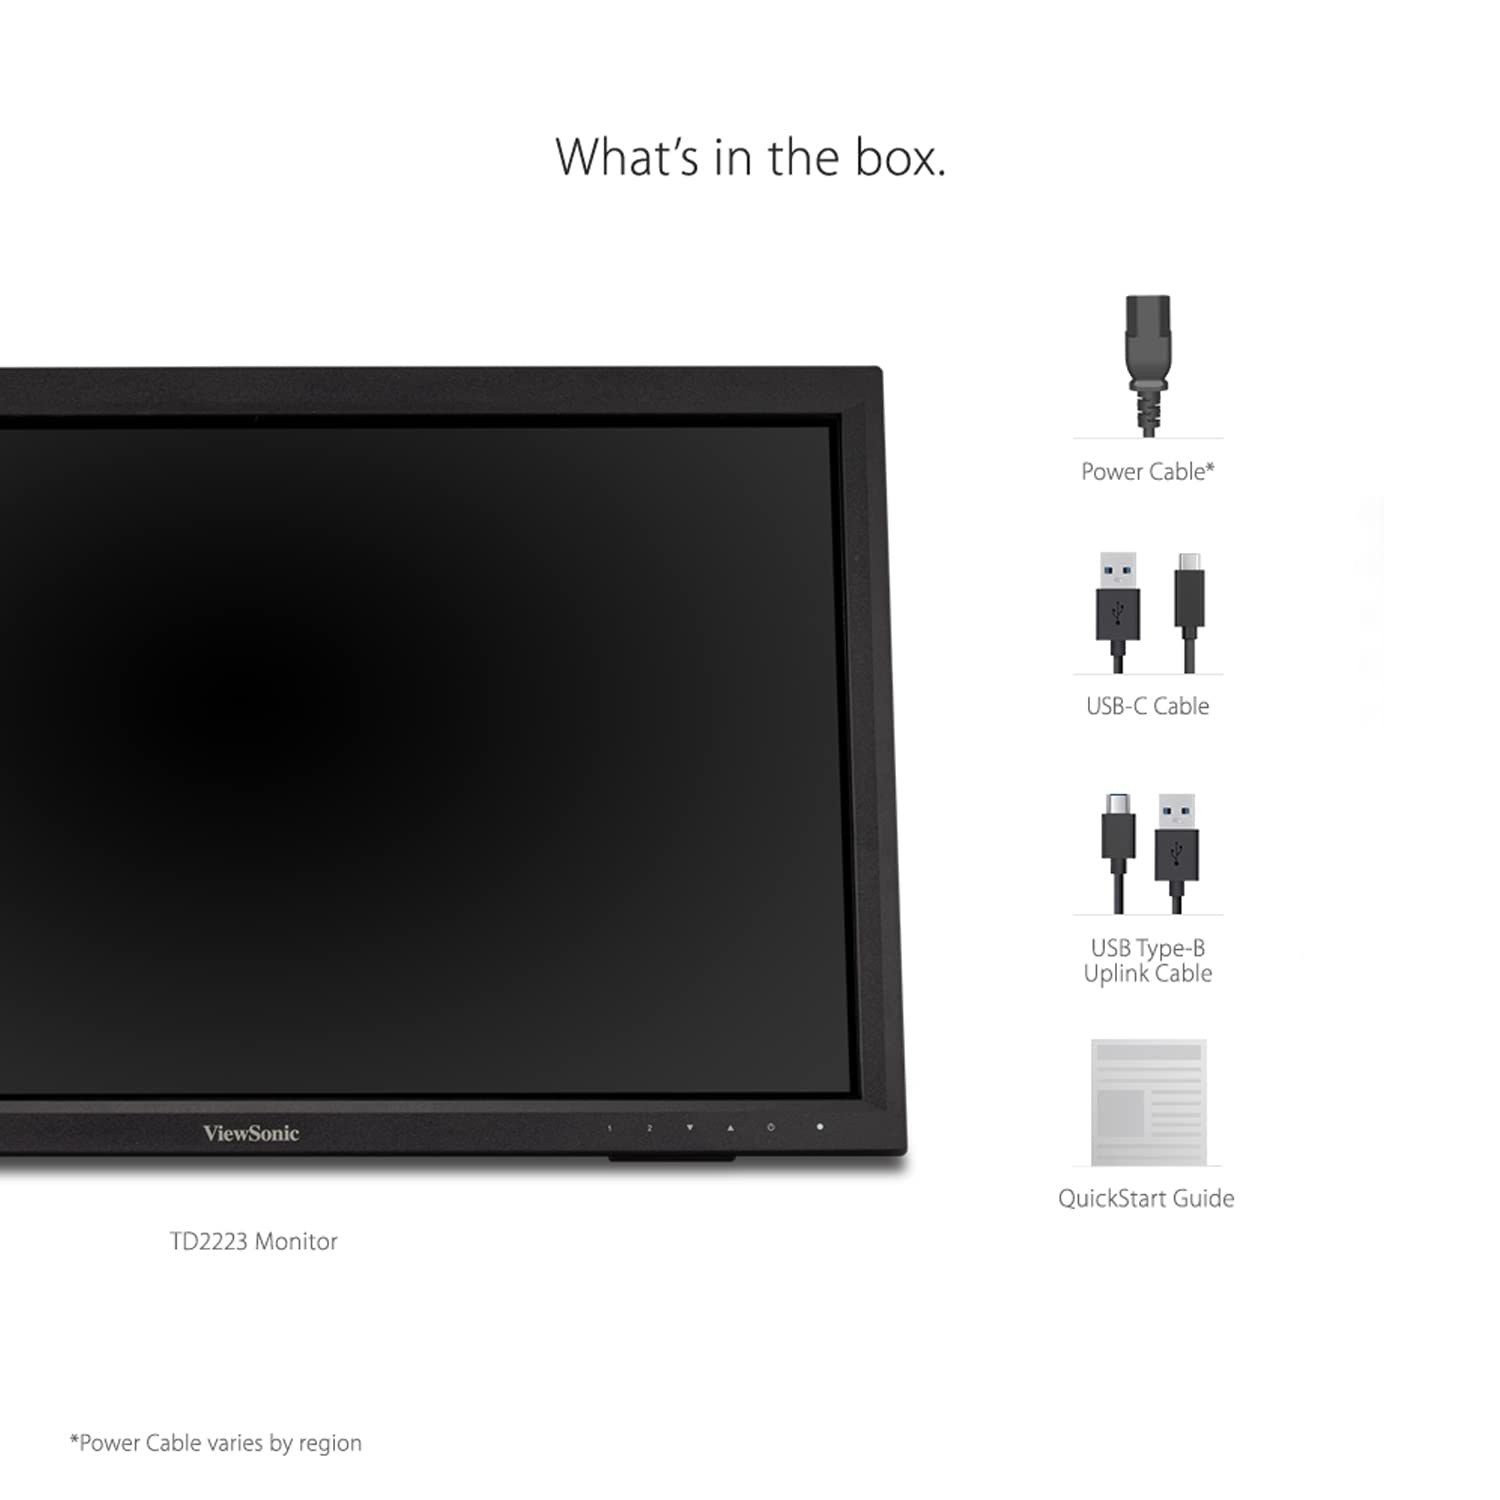 What's in the box.
Power Cable*
USB-C Cable
USB Type-B
Uplink Cable
QuickStart Guide
ViewSonic
1 2
TD2223 Monitor
*Power Cable varies by region